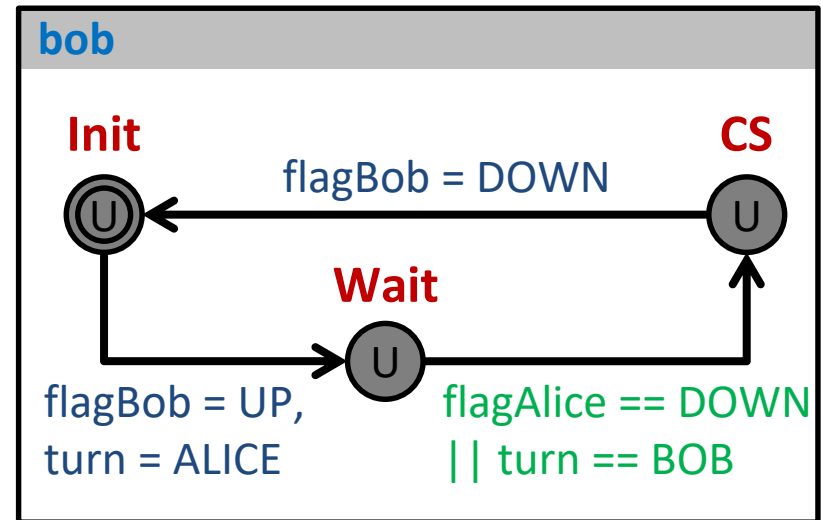 bob
Init
CS
flagBob = DOWN
U
U
Wait
U
flagBob = UP,
turn = ALICE
flagAlice == DOWN
|| turn == BOB